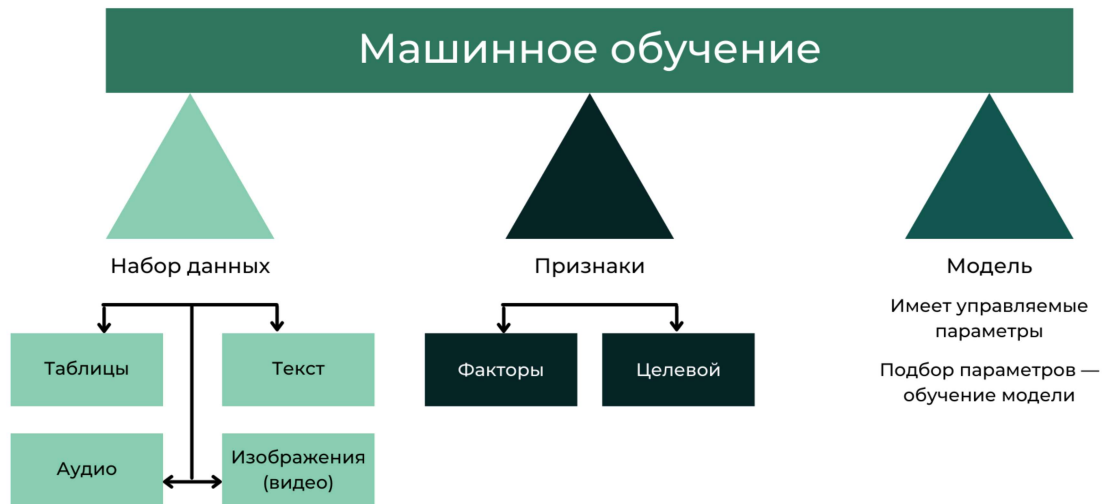 Машинное обучение
Набор данных
Таблицы
Текст
Аудио
Изображения
(видео)
Признаки
Факторы
Целевой
Модель
Имеет управляемые
параметры
Подбор параметров —
обучение модели